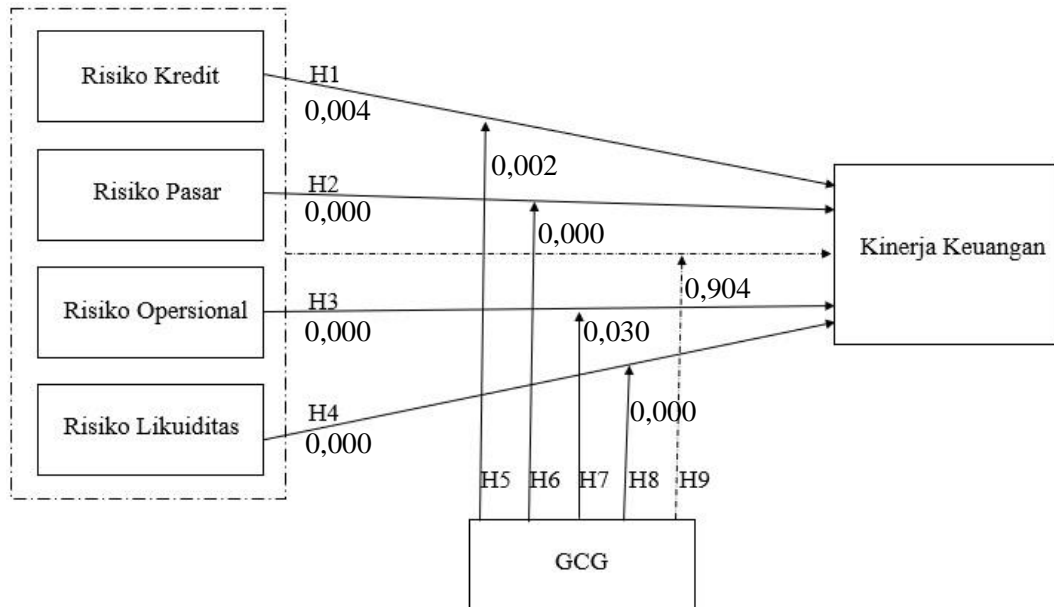 Risiko Kredit
H1
0,004
0,002
Risiko Pasar
H2
0,000
0,000
Kinerja Keuangan
0,904
Risiko Opersional
H3
0,000
0,030
Risiko Likuiditas
H4
0,000
0,000
H5
H6
H7
H8
H9
GCG